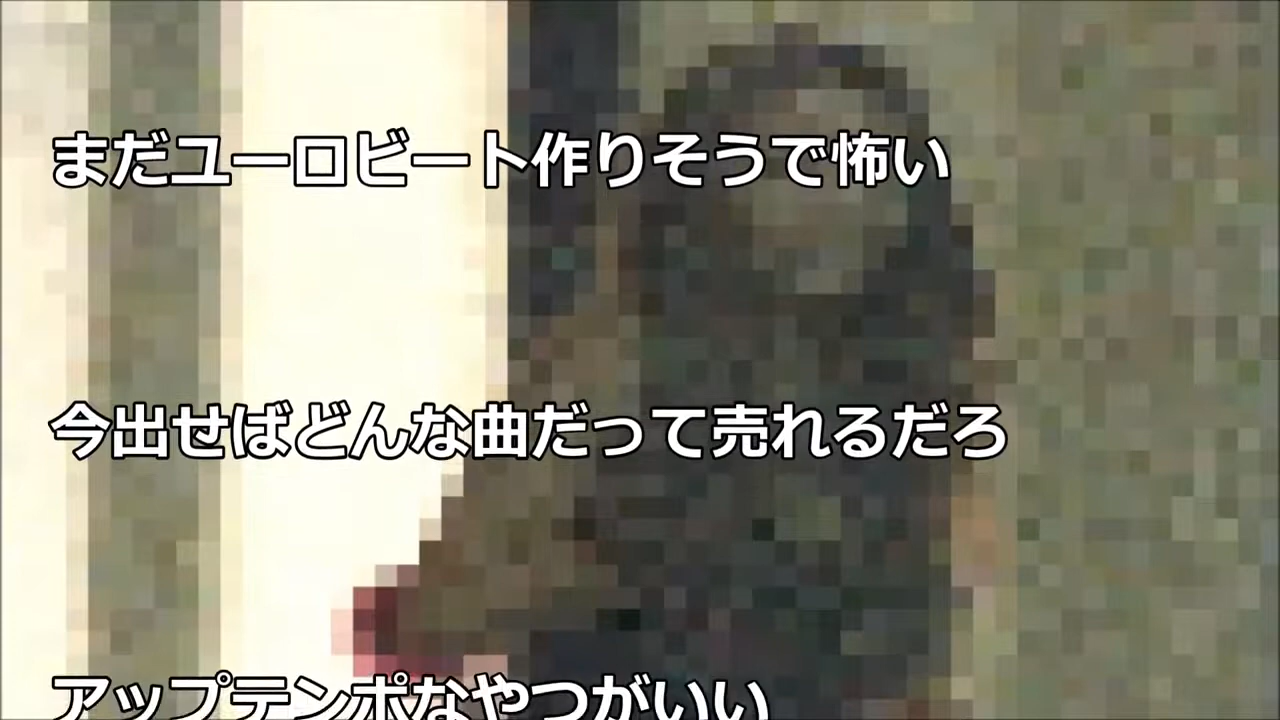 まだユーロビート作りそうで怖い
今出せばどんな曲だって売れるだろ
アップテンポなやつがいい